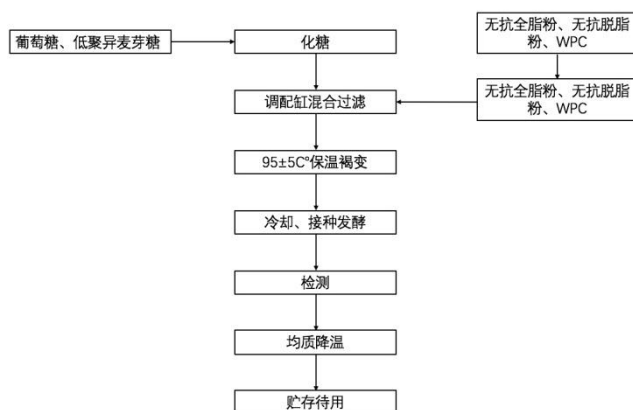 葡萄糖、低聚异麦芽糖
化糖
无抗全脂粉、无抗脱脂
粉、WPC
调配缸混合过滤
无抗全脂粉、无抗脱脂
粉、WPC
95±5C°保温褐变
冷却、接种发酵
检测
均质降温
贮存待用